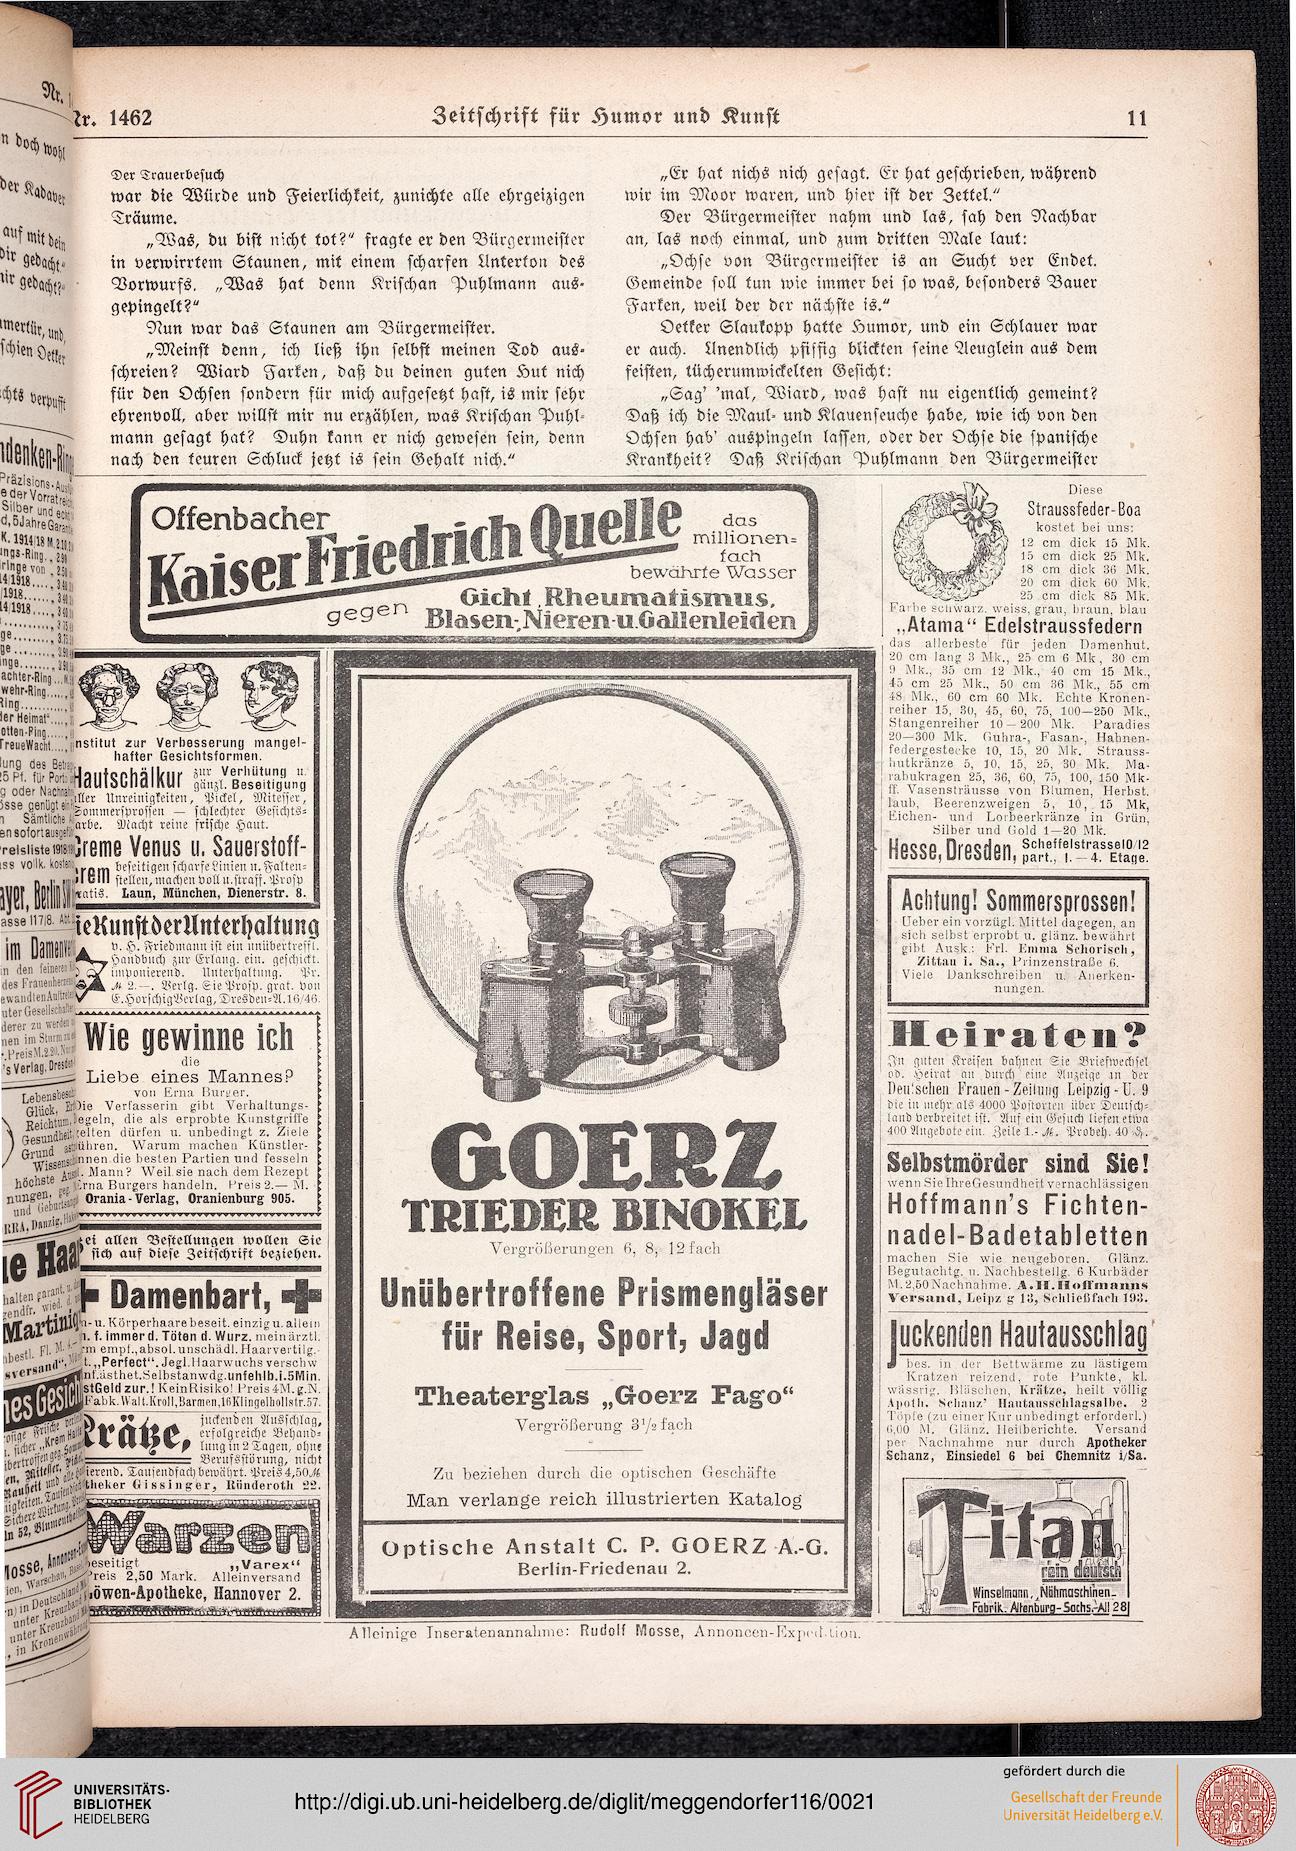 Nr. 1462
Zeitschrift für Humor und Kunst
11
Der Trauerbesuch
war die Würde und Feierlichkeit, zunichte alle ehrgeizigen
Träume.
„Was, du bist nicht tot?“ fragte er den Bürgermeister
in verwirrtem Staunen, mit einem scharfen Unterton des
Vorwurfs. „Was hat denn Krischan Puhlmann aus-
gepingelt?“
Nun war das Staunen am Bürgermeister.
„Meinst denn, ich ließ ihn selbst meinen Tod aus-
schreien? Wiard Farken, daß du deinen guten Hut nich
für den Ochsen sondern für mich aufgesetzt hast, is mir sehr
ehrenvoll, aber willst mir nu erzählen, was Krischan Puhl-
mann gesagt hat? Duhn kann er nich gewesen sein, denn
nach den teuren Schluck jetzt is sein Gehalt nich.“
„Er hat nichs nich gesagt. Er hat geschrieben, während
wir im Moor waren, und hier ist der Zettel.“
Der Bürgermeister nahm und las, sah den Nachbar
an, las noch einmal, und zum dritten Male laut:
„Ochse von Bürgermeister is an Sucht ver Endet.
Gemeinde soll tun wie immer bei so was, besonders Bauer
Farken, weil der der nächste is.“
Oetker Slaukopp hatte Humor, und ein Schlauer war
er auch. Unendlich pfiffig blickten seine Aeuglein aus dem
feisten, tücherumwickelten Gesicht:
„Sag' 'mal, Wiard, was hast nu eigentlich gemeint?
Daß ich die Maul- und Klauenseuche habe, wie ich von den
Ochsen hab' auspingeln lassen, oder der Ochse die spanische
Krankheit? Daß Krischan Puhlmann den Bürgermeister
Offenbacher
Kaiser Friedrich Quelle
das
millionen=
fach
bewährte Wasser
gegen Gicht, Rheumatismus,
Blasen-, Nieren-u. Gallenleiden
nstitut zur Verbesserung mangel-
hafter Gesichtsformen.
Hautschälkur zur Verhütung u.
gänzl. Beseitigung
aller Unreinigkeiten, Pickel, Mitesser,
Sommersprossen — schlechter Gesichts-
farbe. Macht reine frische Haut.
Creme Venus u. Sauerstoff-
crem beseitigen scharfe Linien u. Falten-
stellen, machen voll u. straff. Prosp
gratis. Laun, München, Dienerstr. 8.
ie Kunst der Unterhaltung
v. H. Friedmann ist ein unübertreffl.
Handbuch zur Erlang. ein. geschickt.
imponierend. Unterhaltung. Pr.
M 2.—. Verlg. Sie Prosp. grat. von
E. Horschig Verlag, Dresden-A. 16/46.
Wie gewinne ich
die
Liebe eines Mannes?
von Erna Burger.
Die Verfasserin gibt Verhaltungs-
regeln, die als erprobte Kunstgriffe
gelten dürfen u. unbedingt z. Ziele
führen. Warum machen Künstler-
innen die besten Partien und fesseln
. Mann? Weil sie nach dem Rezept
Erna Burgers handeln. Preis 2.— M.
Orania-Verlag, Oranienburg 905.
ei allen Bestellungen wollen Sie
sich auf diese Zeitschrift beziehen.
Damenbart,
n- u. Körperhaare beseit. einzig u. allein
n. f. immer d. Töten d. Wurz. mein ärztl.
rm empf., absol. unschädl. Haarvertilg.-
t. „Perfect“. Jegl. Haarwuchs verschw
nf. ästhet. Selbstanwdg. unfehlb. i. 5 Min.
st Geld zur.! Kein Risiko! Preis 4M. g. N.
Fabk. Walt. Kroll, Barmen, 16 Klingelhollstr. 57.
Krätze, juckenden Ausschlag,
erfolgreiche Behand-
lung in 2 Tagen, ohne
Berufsstörung, nicht
ierend. Tausendfach bewährt. Preis 4,50 M
theker Gissinger, Ründeroth 22.
Warzen
beseitigt „Varex“
Preis 2,50 Mark. Alleinversand
Löwen-Apotheke, Hannover 2.
GOERZ
TRIEDER BINOKEL
Vergrößerungen 6, 8, 12 fach
Unübertroffene Prismengläser
für Reise, Sport, Jagd
Theaterglas „Goerz Fago“
Vergrößerung 3½ fach
Zu beziehen durch die optischen Geschäfte
Man verlange reich illustrierten Katalog
Optische Anstalt C. P. GOERZ A.-G.
Berlin-Friedenau 2.
Diese
Straussfeder-Boa
kostet bei uns:
12 cm dick 15 Mk.
15 cm dick 25 Mk.
18 cm dick 36 Mk.
20 cm dick 60 Mk.
25 cm dick 85 Mk.
Farbe schwarz, weiss, grau, braun, blau
„Atama“ Edelstraussfedern
das allerbeste für jeden Damenhut.
20 cm lang 3 Mk., 25 cm 6 Mk., 30 cm
9 Mk., 35 cm 12 Mk., 40 cm 15 Mk.,
45 cm 25 Mk., 50 cm 36 Mk., 55 cm
48 Mk., 60 cm 60 Mk. Echte Kronen-
reiher 15, 30, 45, 60, 75, 100—250 Mk.,
Stangenreiher 10—200 Mk. Paradies
20—300 Mk. Guhra-, Fasan-, Hahnen-
federgestecke 10, 15, 20 Mk. Strauss-
hutkränze 5, 10, 15, 25, 30 Mk. Ma-
rabukragen 25, 36, 60, 75, 100, 150 Mk-
ff. Vasensträusse von Blumen, Herbst.
laub, Beerenzweigen 5, 10, 15 Mk,
Eichen- und Lorbeerkränze in Grün,
Silber und Gold 1—20 Mk.
Hesse, Dresden, Scheffelstrasse 10/12
part., I.—4. Etage.
Achtung! Sommersprossen!
Ueber ein vorzügl. Mittel dagegen, an
sich selbst erprobt u. glänz. bewährt
gibt Ausk.: Frl. Emma Schorisch,
Zittau i. Sa., Prinzenstraße 6.
Viele Dankschreiben u. Anerken-
nungen.
Heiraten?
In guten Kreisen bahnen Sie Briefwechsel
od. Heirat an durch eine Anzeige in der
Deutschen Frauen-Zeitung Leipzig-U. 9
die in mehr als 4000 Postorten über Deutsch-
land verbreitet ist. Auf ein Gesuch liefen etwa
400 Angebote ein. Zeile 1.- M. Probeh. 40 Pf.
Selbstmörder sind Sie!
wenn Sie Ihre Gesundheit vernachlässigen
Hoffmann's Fichten-
nadel-Badetabletten
machen Sie wie neugeboren. Glänz.
Begutachtg. u. Nachbestellg. 6 Kurbäder
M. 2,50 Nachnahme. A. H. Hoffmanns
Versand, Leipzig 13, Schließfach 193.
Juckenden Hautausschlag
bes. in der Bettwärme zu lästigem
Kratzen reizend, rote Punkte, kl.
wässrig. Bläschen, Krätze, heilt völlig
Apoth. Schanz' Hautausschlagsalbe. 2
Töpfe (zu einer Kur unbedingt erforderl.)
6,00 M. Glänz. Heilberichte. Versand
per Nachnahme nur durch Apotheker
Schanz, Einsiedel 6 bei Chemnitz i/Sa.
Titan
rein deutsch
Winselmann, Nähmaschinen-
Fabrik. Altenburg-Sachs.-All 28
Alleinige Inseratenannahme: Rudolf Mosse, Annoncen-Expedition.
UNIVERSITÄTS-
BIBLIOTHEK
HEIDELBERG
http://digi.ub.uni-heidelberg.de/diglit/meggendorfer116/0021
gefördert durch die
Gesellschaft der Freunde
Universität Heidelberg e.V.